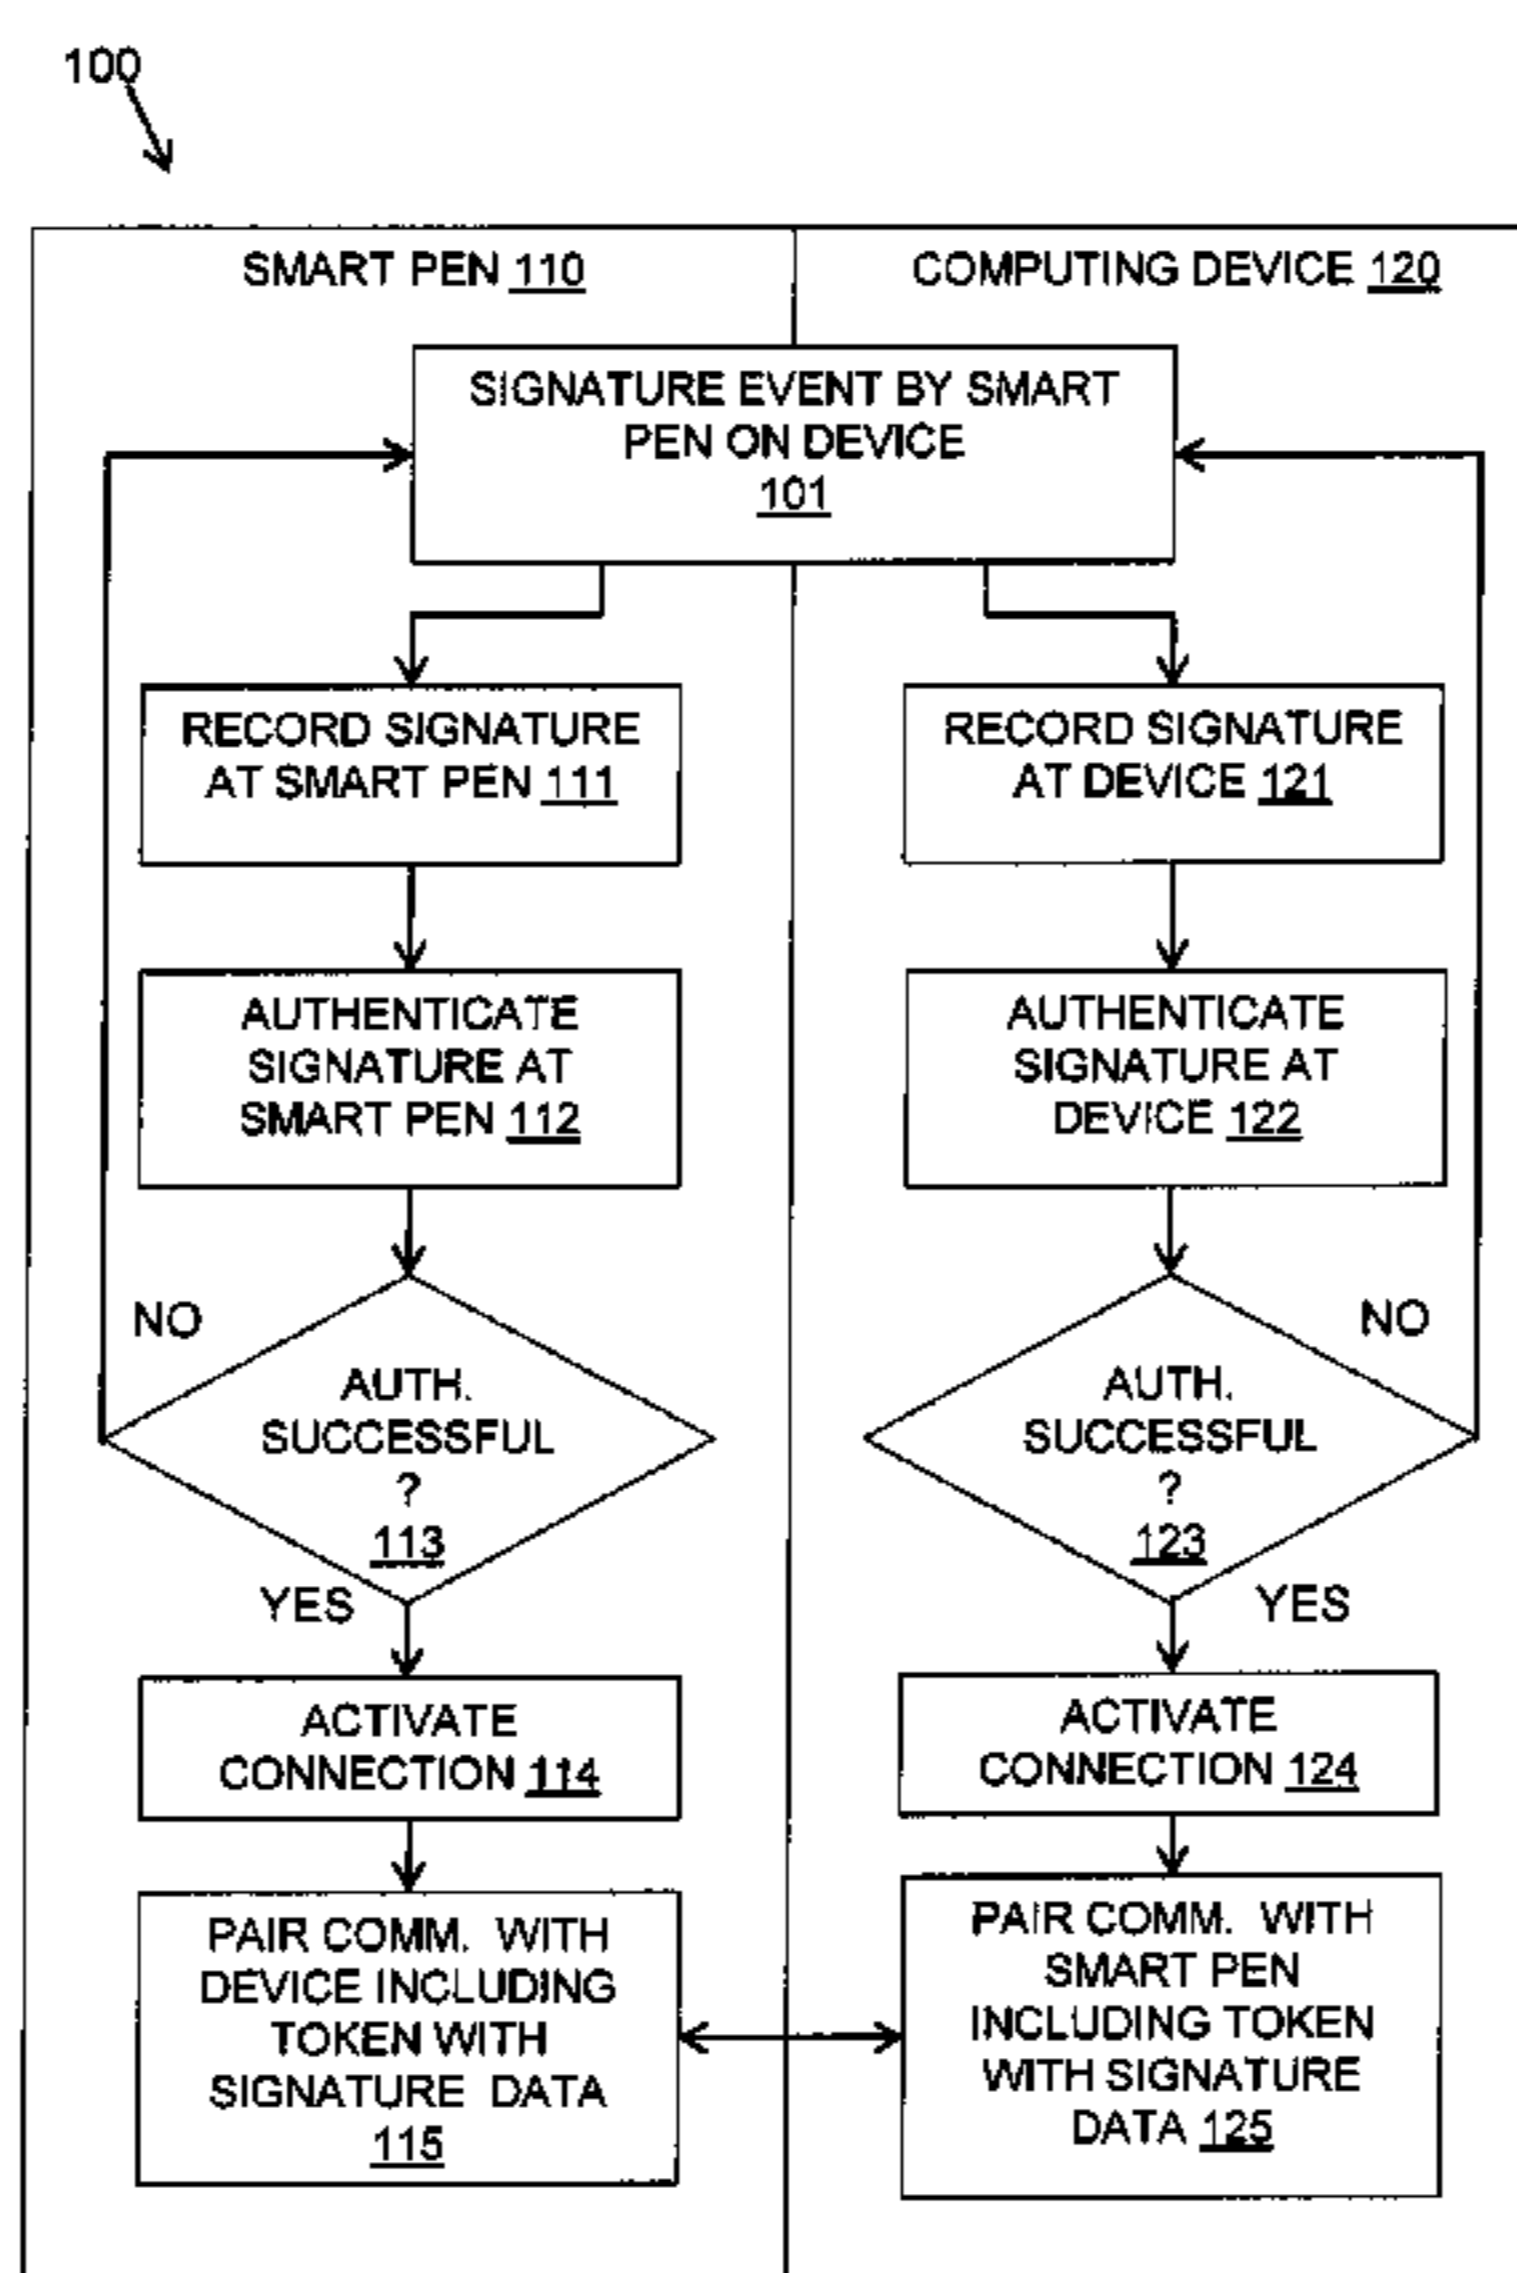 100
SMART PEN 110
COMPUTING DEVICE 120
SIGNATURE EVENT BY SMART
PEN ON DEVICE
101
RECORD SIGNATURE
AT SMART PEN 111
AUTHENTICATE
SIGNATURE AT
SMART PEN 112
NO
AUTH.
SUCCESSFUL
?
113
YES
ACTIVATE
CONNECTION 114
PAIR COMM. WITH
DEVICE INCLUDING
TOKEN WITH
SIGNATURE DATA
115
RECORD SIGNATURE
AT DEVICE 121
AUTHENTICATE
SIGNATURE AT
DEVICE 122
NO
AUTH.
SUCCESSFUL
?
123
YES
ACTIVATE
CONNECTION 124
PAIR COMM. WITH
SMART PEN
INCLUDING TOKEN
WITH SIGNATURE
DATA 125